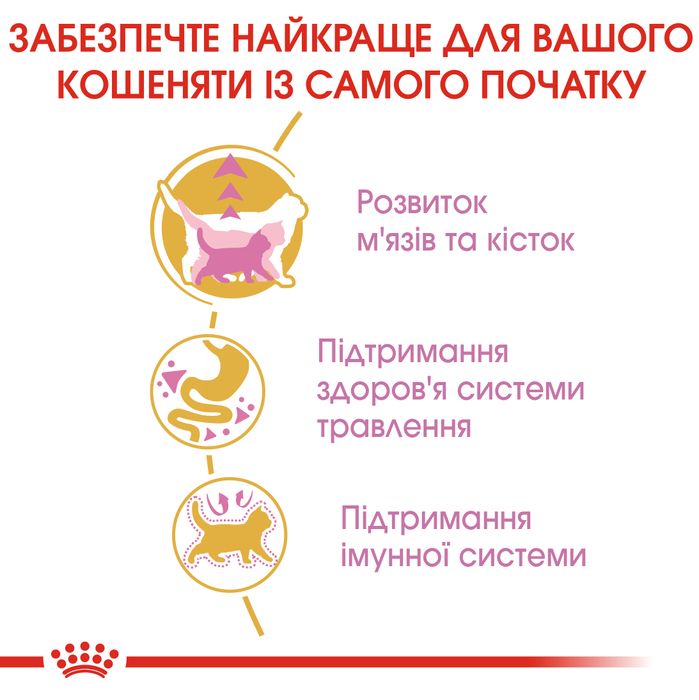 ЗАБЕЗПЕЧТЕ НАЙКРАЩЕ ДЛЯ ВАШОГО
КОШЕНЯТИ ІЗ САМОГО ПОЧАТКУ
Розвиток
м'язів та кісток
Підтримання
здоров'я системи
травлення
Підтримання
імунної системи